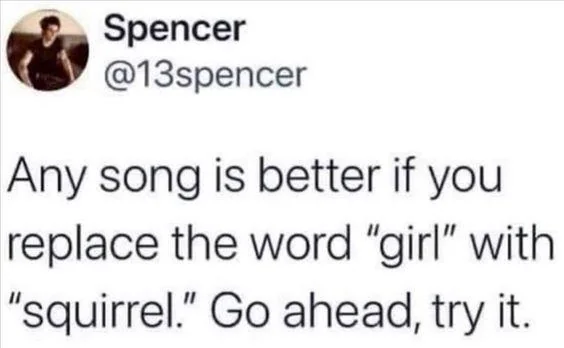 Spencer
@13spencer
Any song is better if you
replace the word "girl" with
"squirrel." Go ahead, try it.